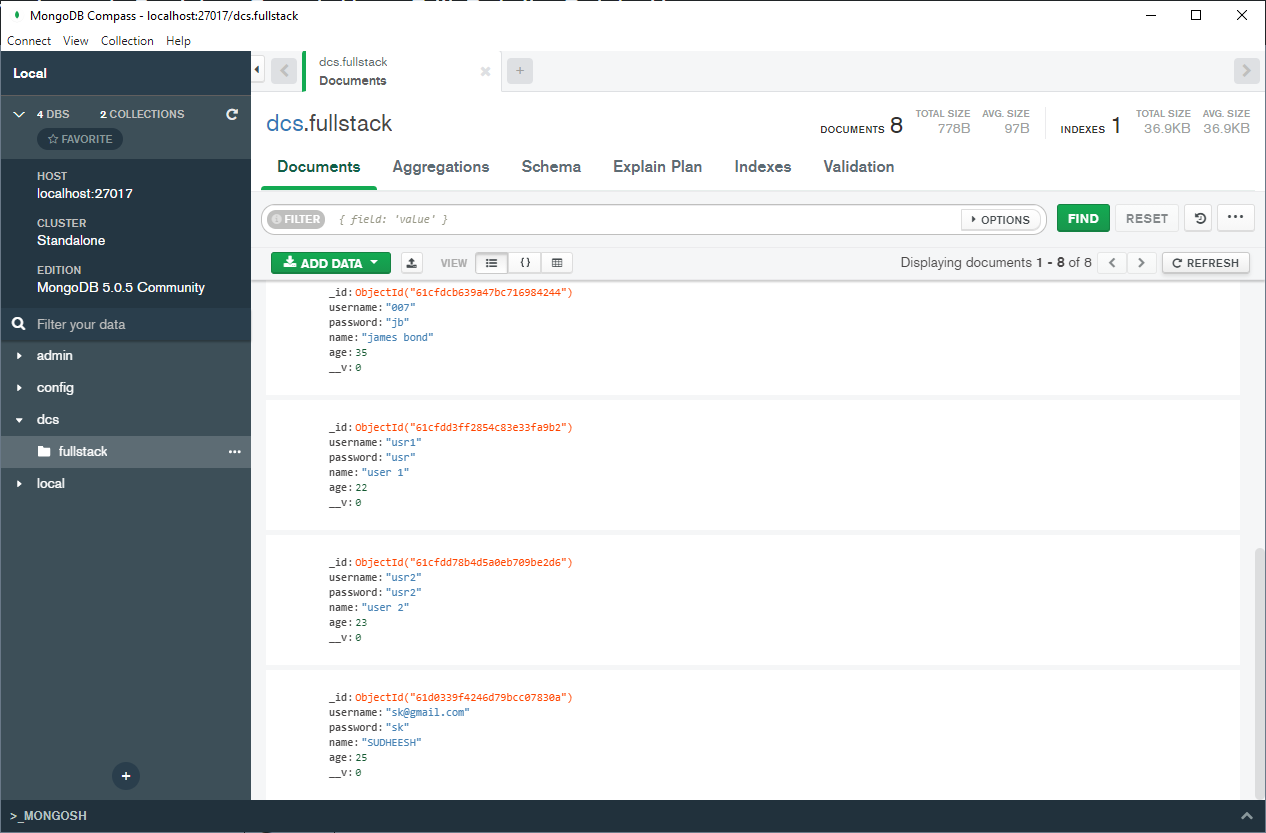 MongoDB Compass - localhost:27017/dcs.fullstack
Connect View Collection Help
Local
4 DBS 2 COLLECTIONS
FAVORITE
HOST
localhost:27017
CLUSTER
Standalone
EDITION
MongoDB 5.0.5 Community
Filter your data
admin
config
dcs
fullstack
local
>_MONGOSH
dcs.fullstack
Documents
dcs.fullstack
DOCUMENTS 8 TOTAL SIZE 778B AVG. SIZE 97B INDEXES 1 TOTAL SIZE 36.9KB AVG. SIZE 36.9KB
Documents Aggregations Schema Explain Plan Indexes Validation
FILTER { field: 'value' } OPTIONS FIND RESET
ADD DATA VIEW {} Displaying documents 1 - 8 of 8 REFRESH
_id:ObjectId("61cfdcb639a47bc716984244")
username:"007"
password:"jb"
name:"james bond"
age:35
__v:0
_id:ObjectId("61cfdd3ff2854c83e33fa9b2")
username:"usr1"
password:"usr"
name:"user 1"
age:22
__v:0
_id:ObjectId("61cfdd78b4d5a0eb709be2d6")
username:"usr2"
password:"usr2"
name:"user 2"
age:23
__v:0
_id:ObjectId("61d0339f4246d79bcc07830a")
username:"sk@gmail.com"
password:"sk"
name:"SUDHEESH"
age:25
__v:0